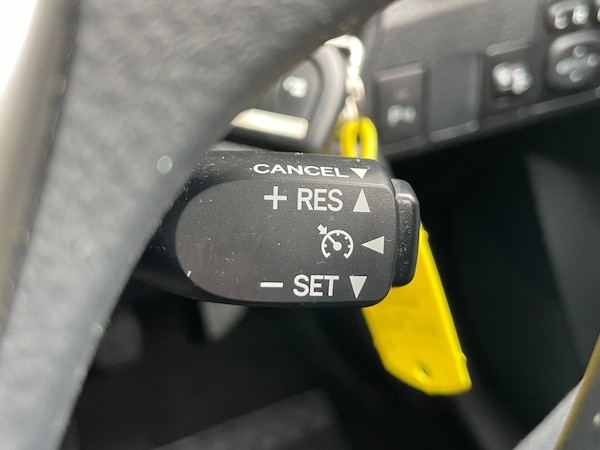 CANCEL ▼
+ RES ▲
◀
– SET ▼